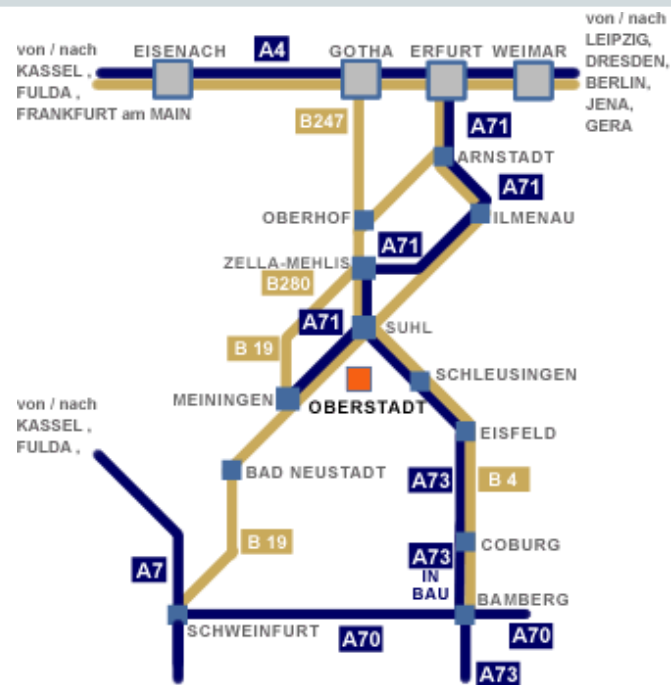 von / nach
KASSEL ,
FULDA ,
FRANKFURT am MAIN
EISENACH
A4
GOTHA
ERFURT
WEIMAR
von / nach
LEIPZIG,
DRESDEN,
BERLIN,
JENA,
GERA
B247
A71
ARNSTADT
A71
OBERHOF
ILMENAU
A71
ZELLA-MEHLIS
B280
A71
SUHL
B 19
SCHLEUSINGEN
MEININGEN
OBERSTADT
von / nach
KASSEL ,
FULDA ,
EISFELD
BAD NEUSTADT
A73
B 4
B 19
A73
IN
BAU
COBURG
A7
BAMBERG
SCHWEINFURT
A70
A70
A73